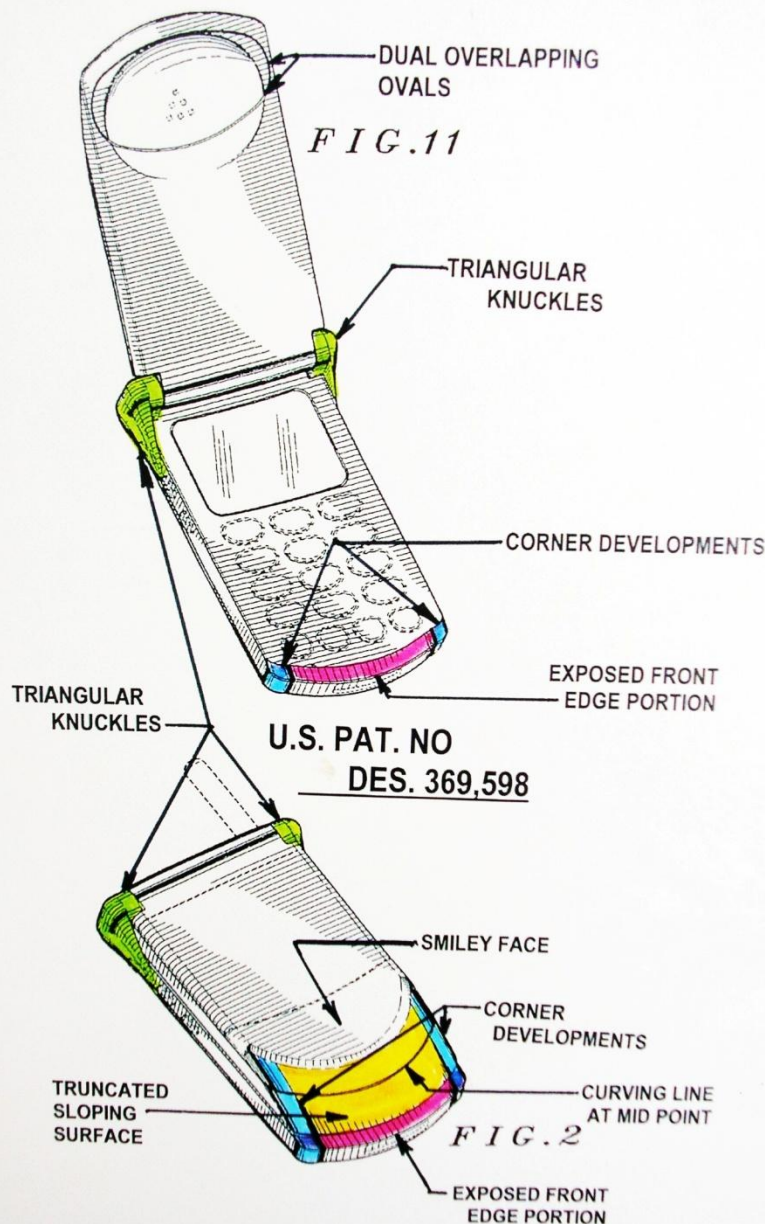 DUAL OVERLAPPING
OVALS
FIG.11
TRIANGULAR
KNUCKLES
CORNER DEVELOPMENTS
EXPOSED FRONT
EDGE PORTION
TRIANGULAR
KNUCKLES
U.S. PAT. NO
DES. 369,598
SMILEY FACE
CORNER
DEVELOPMENTS
TRUNCATED
SLOPING
SURFACE
CURVING LINE
AT MID POINT
FIG.2
EXPOSED FRONT
EDGE PORTION